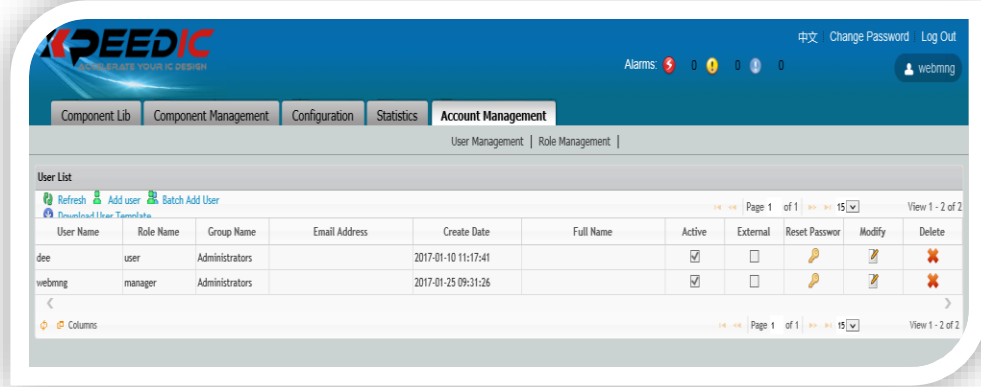 XPEEDIC
ACCELERATE YOUR IC DESIGN
中文 Change Password Log Out
Alarms: 0 0 0
webmng
Component Lib Component Management Configuration Statistics Account Management
User Management | Role Management |
User List
Refresh Add user Batch Add User
Download User Template
Page 1 of 1 15 View 1 - 2 of 2
User Name Role Name Group Name Email Address Create Date Full Name Active External Reset Passwor Modify Delete
dee user Administrators 2017-01-10 11:17:41
webmng manager Administrators 2017-01-25 09:31:26
Columns Page 1 of 1 15 View 1 - 2 of 2